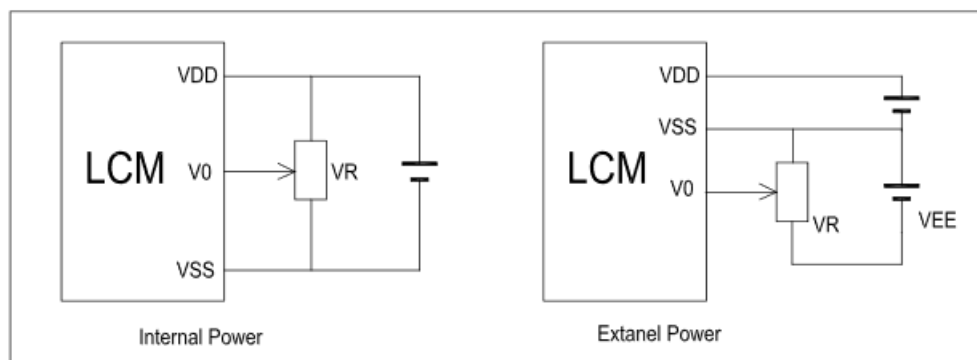 VDD
LCM
V0
VR
VSS
Internal Power
VDD
VSS
LCM
V0
VR
VEE
Extanel Power